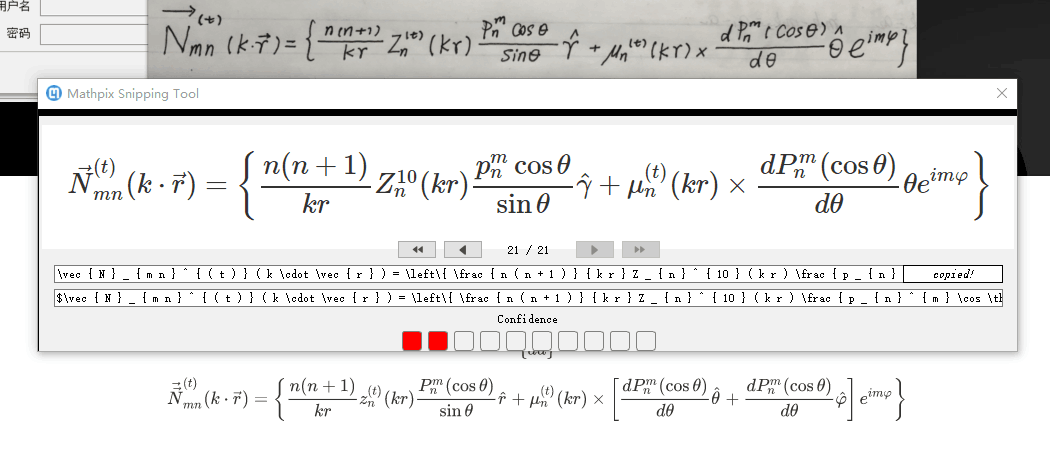 用户名
密码
$\vec{N}_{mn}^{(t)}(k\cdot\vec{r})=\left\{\frac{n(n+1)}{kr}Z_n^{(t)}(kr)\frac{P_n^m\cos\theta}{\sin\theta}\hat{r}+\mu_n^{(t)}(kr)\times\frac{dP_n^m(\cos\theta)}{d\theta}\hat{\theta}e^{im\varphi}\right\}$
Mathpix Snipping Tool
$\vec{N}_{mn}^{(t)}(k\cdot\vec{r})=\left\{\frac{n(n+1)}{kr}Z_n^{10}(kr)\frac{p_n^m\cos\theta}{\sin\theta}\hat{\gamma}+\mu_n^{(t)}(kr)\times\frac{dP_n^m(\cos\theta)}{d\theta}\theta e^{im\varphi}\right\}$
21 / 21
\vec { N } _ { m n } ^ { ( t ) } ( k \cdot \vec { r } ) = \left\{ \frac { n ( n + 1 ) } { k r } Z _ { n } ^ { 10 } ( k r ) \frac { p _ { n } copied!
$\vec { N } _ { m n } ^ { ( t ) } ( k \cdot \vec { r } ) = \left\{ \frac { n ( n + 1 ) } { k r } Z _ { n } ^ { 10 } ( k r ) \frac { p _ { n } ^ { m } \cos \th
Confidence
$\vec{N}_{mn}^{(t)}(k\cdot\vec{r})=\left\{\frac{n(n+1)}{kr}z_n^{(t)}(kr)\frac{P_n^m(\cos\theta)}{\sin\theta}\hat{r}+\mu_n^{(t)}(kr)\times\left[\frac{dP_n^m(\cos\theta)}{d\theta}\hat{\theta}+\frac{dP_n^m(\cos\theta)}{d\theta}\hat{\varphi}\right]e^{im\varphi}\right\}$